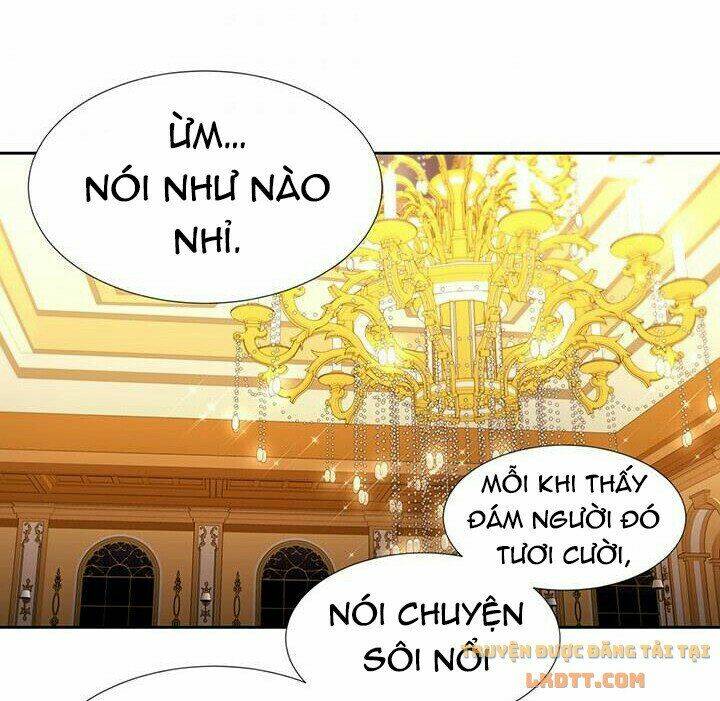 ỪM...
NÓI NHƯ NÀO
NHỈ.
MỖI KHI THẤY
ĐÁM NGƯỜI ĐÓ
TƯƠI CƯỜI,
NÓI CHUYỆN
SÔI NỔI
TRUYỆN ĐƯỢC ĐĂNG TẢI TẠI
LXDTT.COM